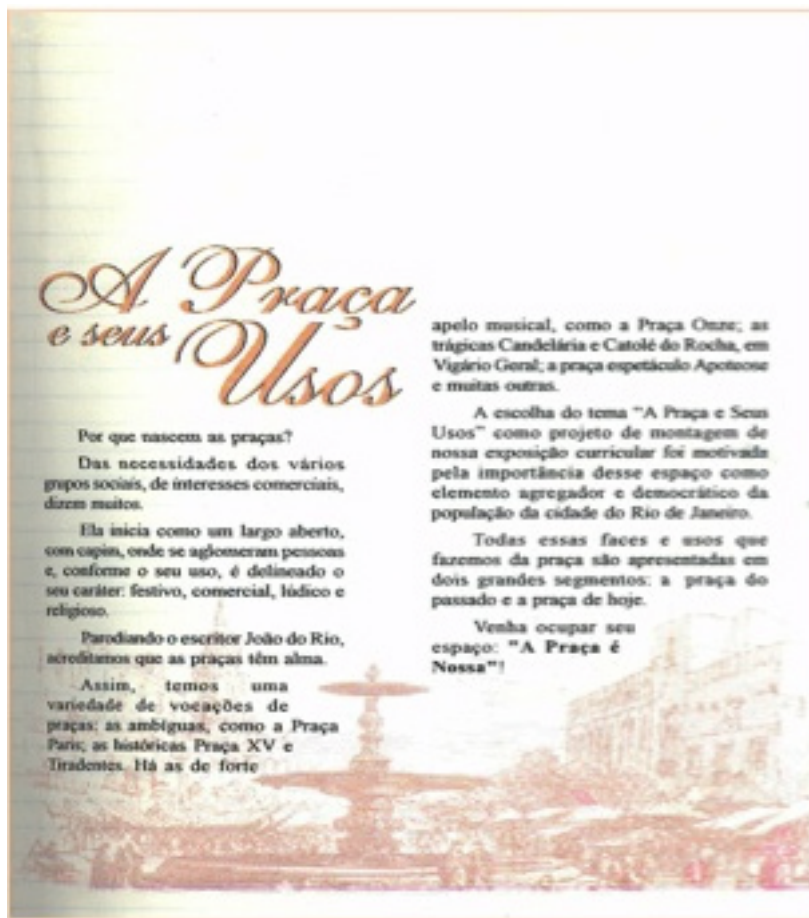 A Praça
e seus
Usos
Por que nascem as praças?
Das necessidades dos vários
grupos sociais, de interesses comerciais,
dizem muitos.
Ela inicia como um largo aberto,
com capim, onde se aglomeram pessoas
e, conforme o seu uso, é delineado o
seu caráter: festivo, comercial, lúdico e
religioso.
Parodiando o escritor João do Rio,
acreditamos que as praças têm alma.
Assim, temos uma
variedade de vocações de
praças: as ambíguas, como a Praça
Paris; as históricas Praça XV e
Tiradentes. Há as de forte
apelo musical, como a Praça Onze; as
trágicas Candelária e Catolé do Rocha, em
Vigário Geral; a praça espetáculo Apoteose
e muitas outras.
A escolha do tema "A Praça e Seus
Usos" como projeto de montagem de
nossa exposição curricular foi motivada
pela importância desse espaço como
elemento agregador e democrático da
população da cidade do Rio de Janeiro.
Todas essas faces e usos que
fazemos da praça são apresentadas em
dois grandes segmentos: a praça do
passado e a praça de hoje.
Venha ocupar seu
espaço: "A Praça é
Nossa"!